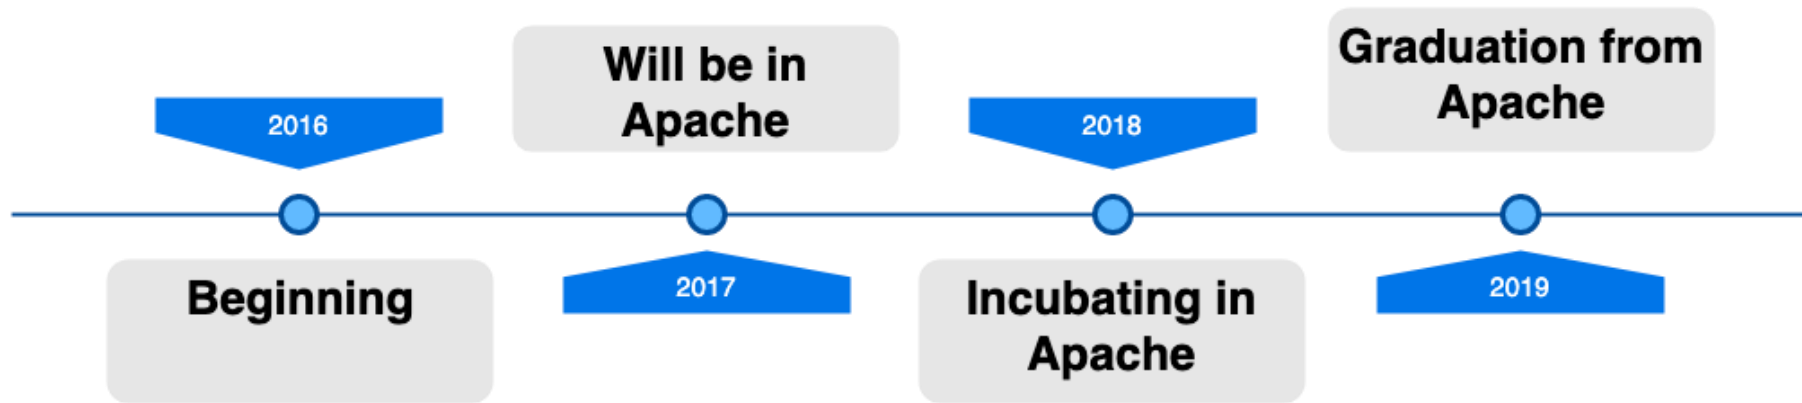 2016
Beginning
Will be in
Apache
2017
2018
Incubating in
Apache
Graduation from
Apache
2019